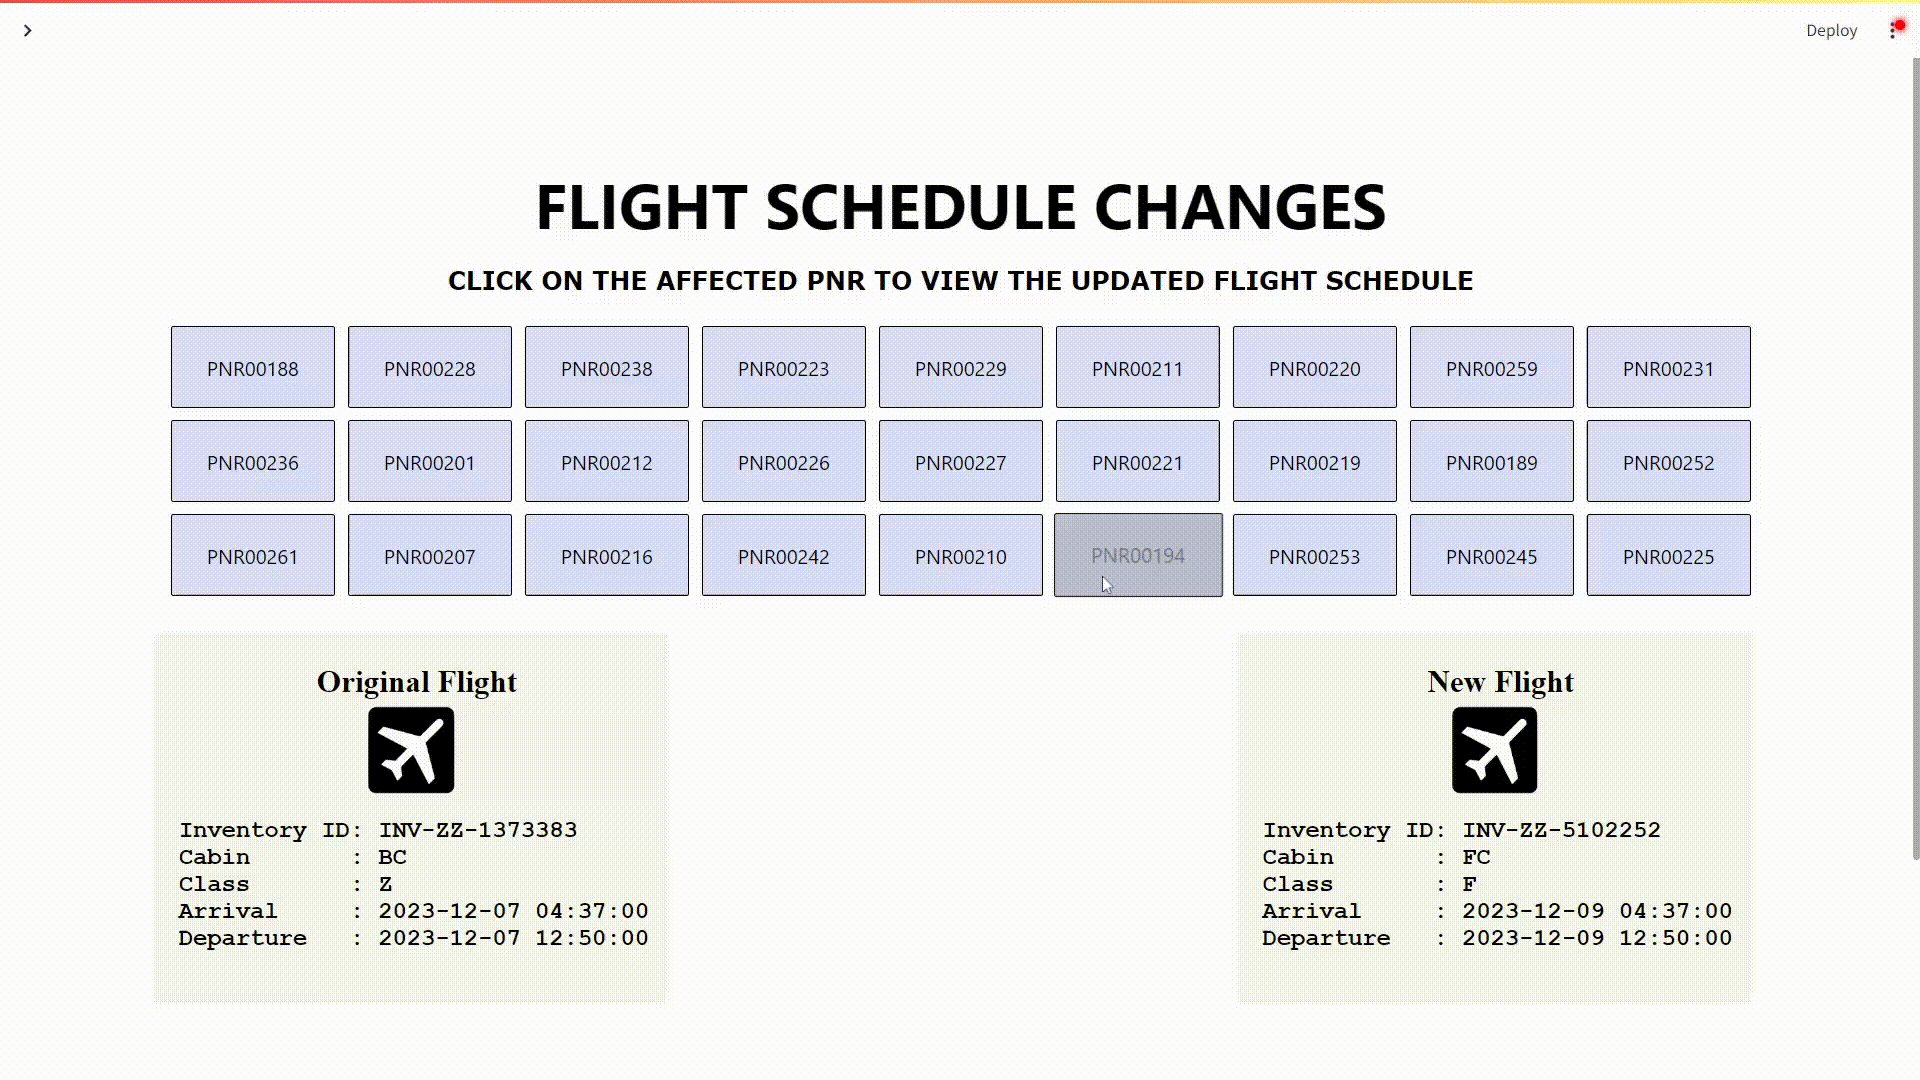 Deploy
FLIGHT SCHEDULE CHANGES
CLICK ON THE AFFECTED PNR TO VIEW THE UPDATED FLIGHT SCHEDULE
PNR00188 PNR00228 PNR00238 PNR00223 PNR00229 PNR00211 PNR00220 PNR00259 PNR00231
PNR00236 PNR00201 PNR00212 PNR00226 PNR00227 PNR00221 PNR00219 PNR00189 PNR00252
PNR00261 PNR00207 PNR00216 PNR00242 PNR00210 PNR00194 PNR00253 PNR00245 PNR00225
Original Flight
Inventory ID: INV-ZZ-1373383
Cabin : BC
Class : Z
Arrival : 2023-12-07 04:37:00
Departure : 2023-12-07 12:50:00
New Flight
Inventory ID: INV-ZZ-5102252
Cabin : FC
Class : F
Arrival : 2023-12-09 04:37:00
Departure : 2023-12-09 12:50:00